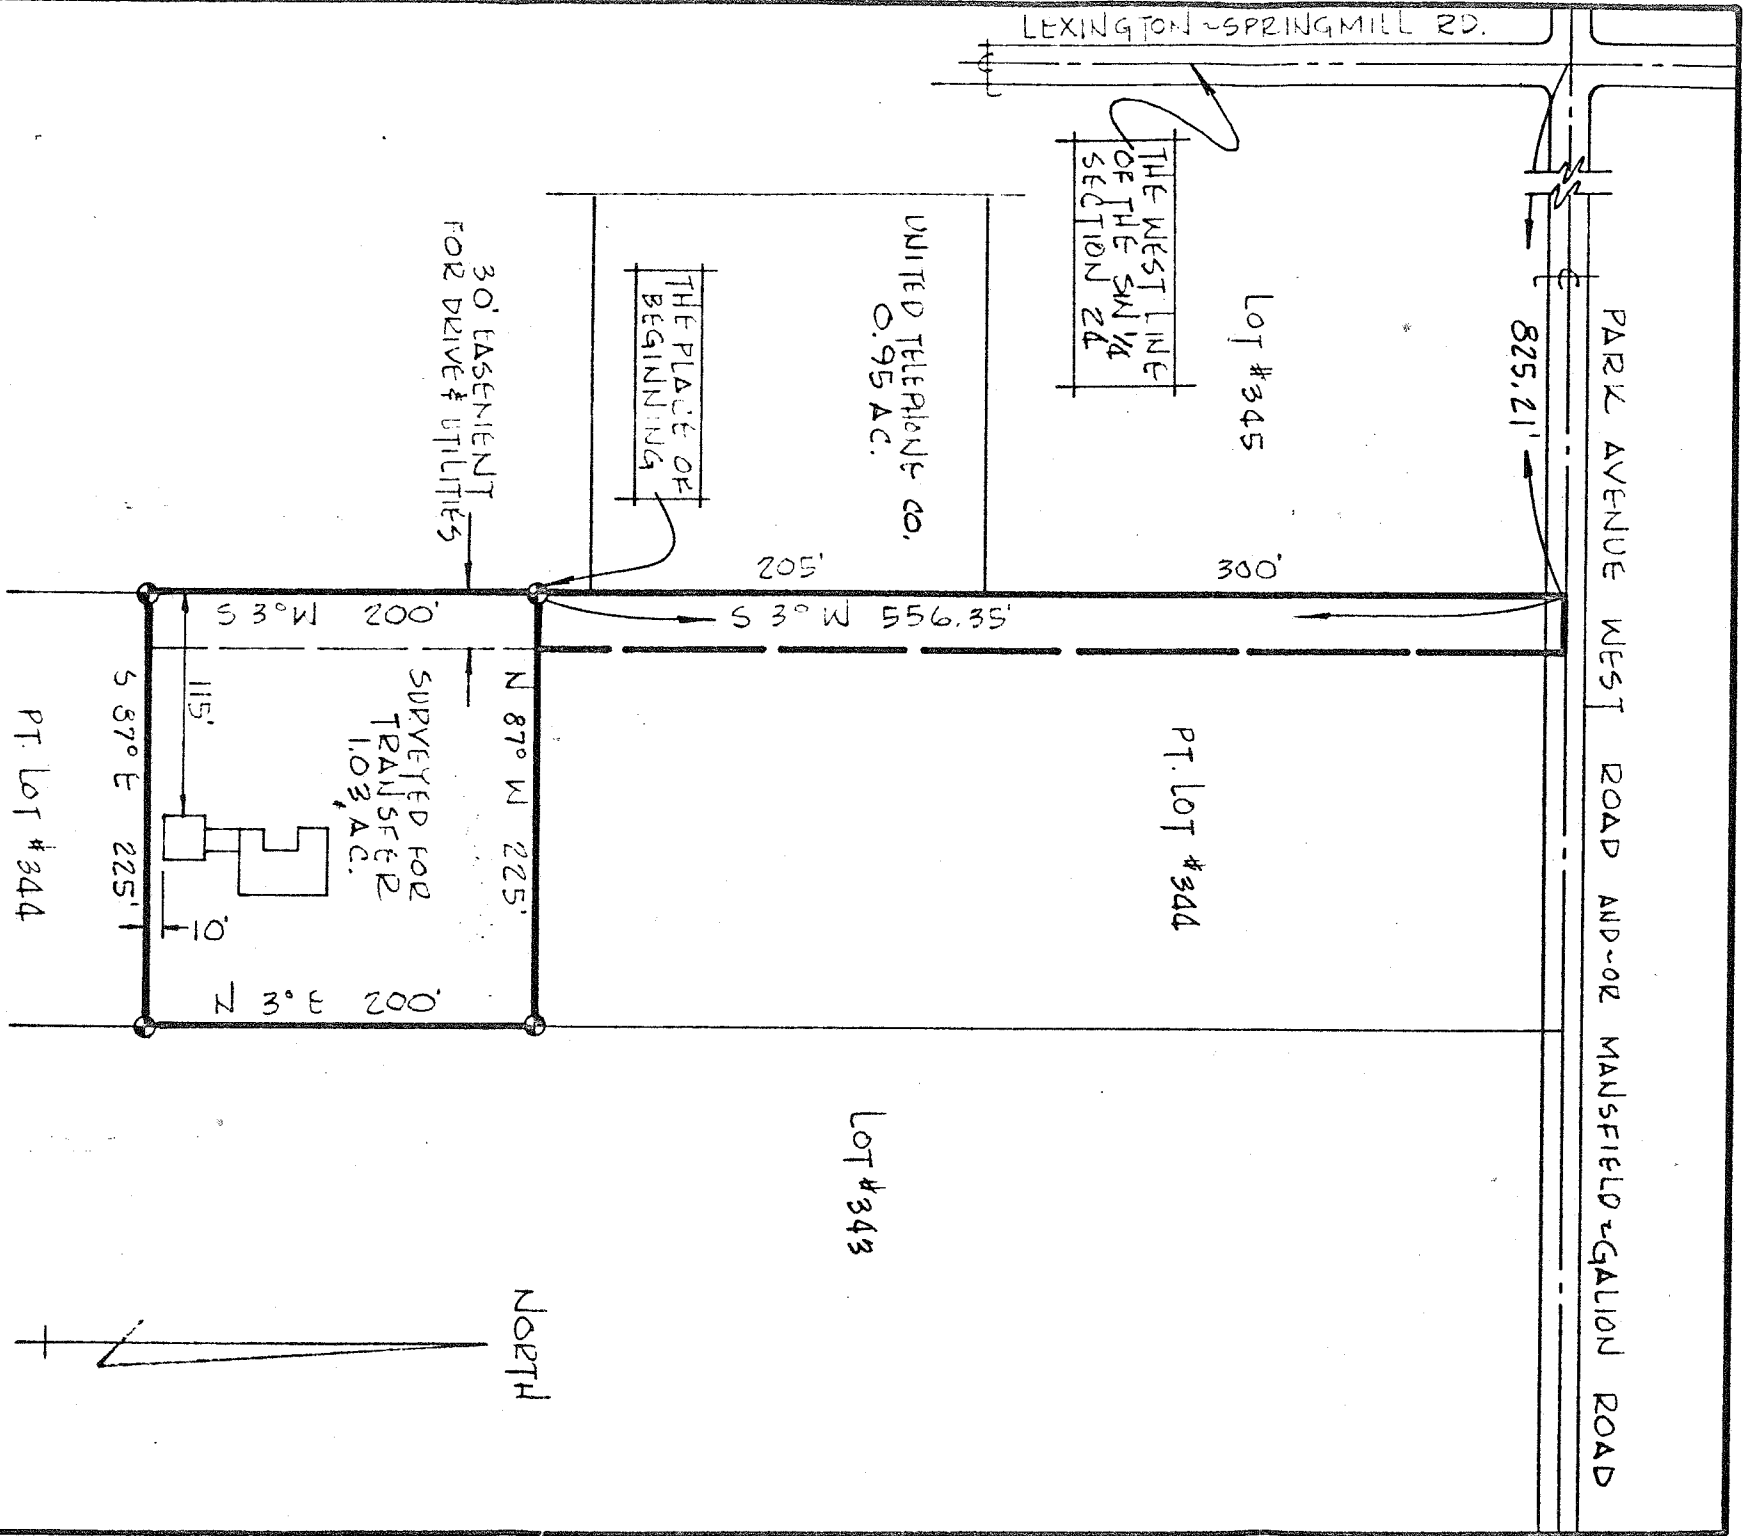 PARK AVENUE WEST ROAD AND~OR MANSFIELD~GALION ROAD
LEXINGTON~SPRINGMILL RD.
825.21'
LOT #345
THE WEST LINE
OF THE SW 1/4
SECTION 24
300'
UNITED TELEPHONE CO.
0.95 AC.
205'
THE PLACE OF
BEGINNING
30' EASEMENT
FOR DRIVE & UTILITIES
S 3° W 556.35'
PT. LOT #344
LOT #343
N 87° W 225'
S 3° W 200'
SURVEYED FOR
TRANSFER
1.03 AC.
115'
10'
N 3° E 200'
S 87° E 225'
PT. LOT #344
NORTH